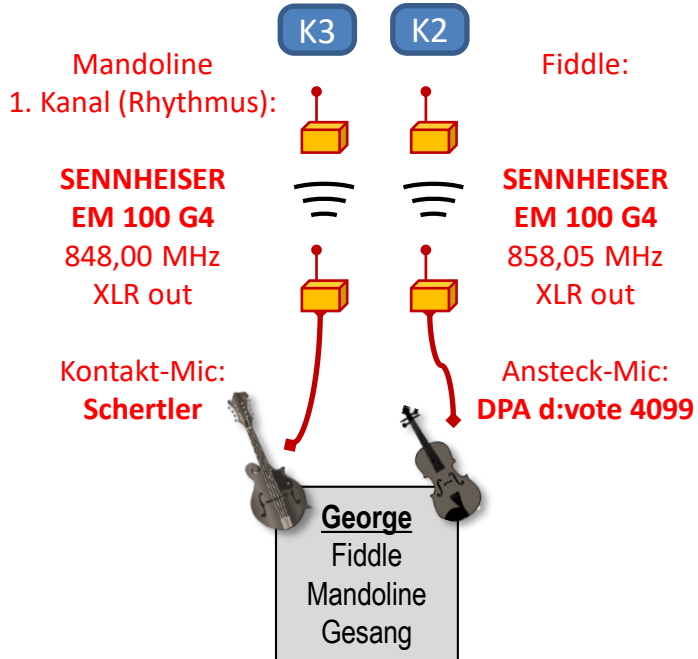 K3
K2
Mandoline
1. Kanal (Rhythmus):
SENNHEISER
EM 100 G4
848,00 MHz
XLR out
Kontakt-Mic:
Schertler
Fiddle:
SENNHEISER
EM 100 G4
858,05 MHz
XLR out
Ansteck-Mic:
DPA d:vote 4099
George
Fiddle
Mandoline
Gesang